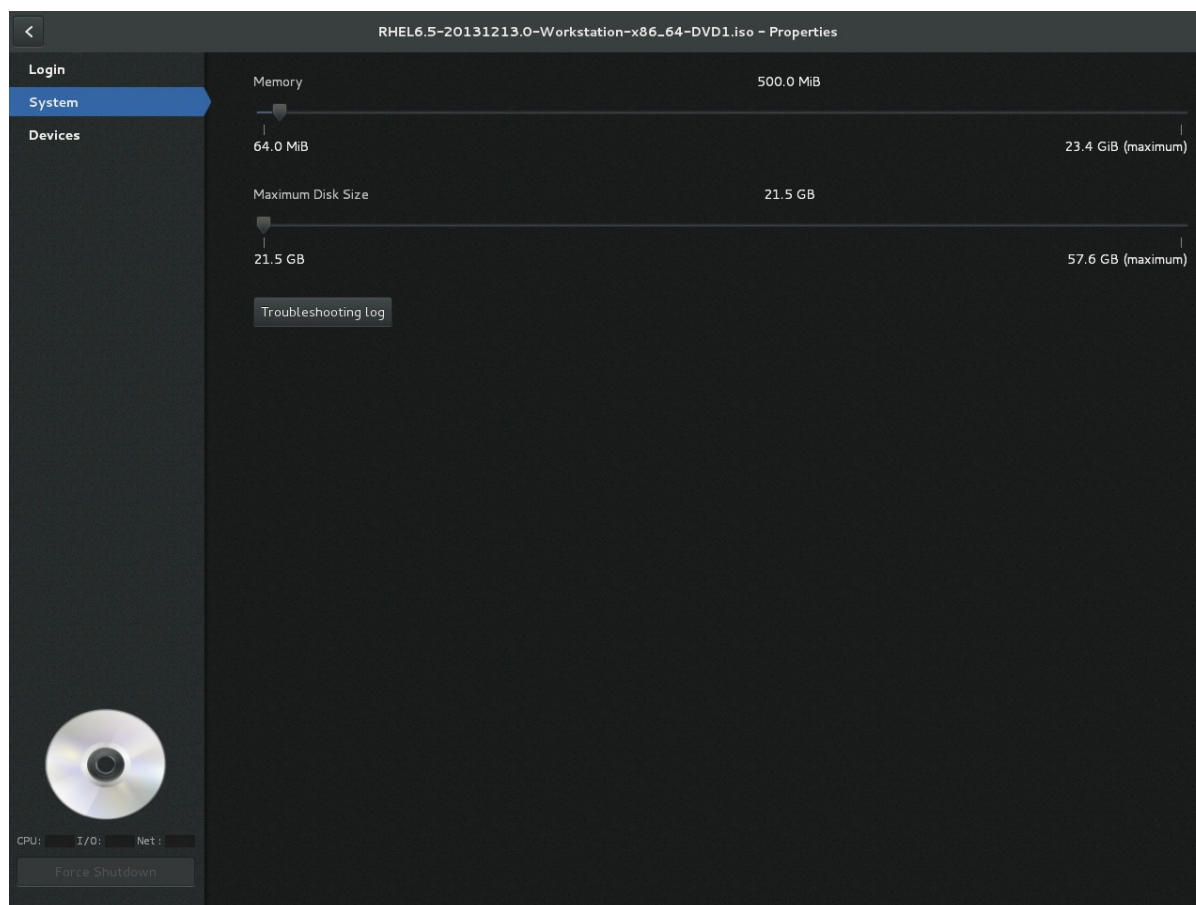 RHEL6.5-20131213.0-Workstation-x86_64-DVD1.iso - Properties
Login
System
Devices
Memory 500.0 MiB
64.0 MiB 23.4 GiB (maximum)
Maximum Disk Size 21.5 GB
21.5 GB 57.6 GB (maximum)
Troubleshooting log
CPU: I/O: Net:
Force Shutdown